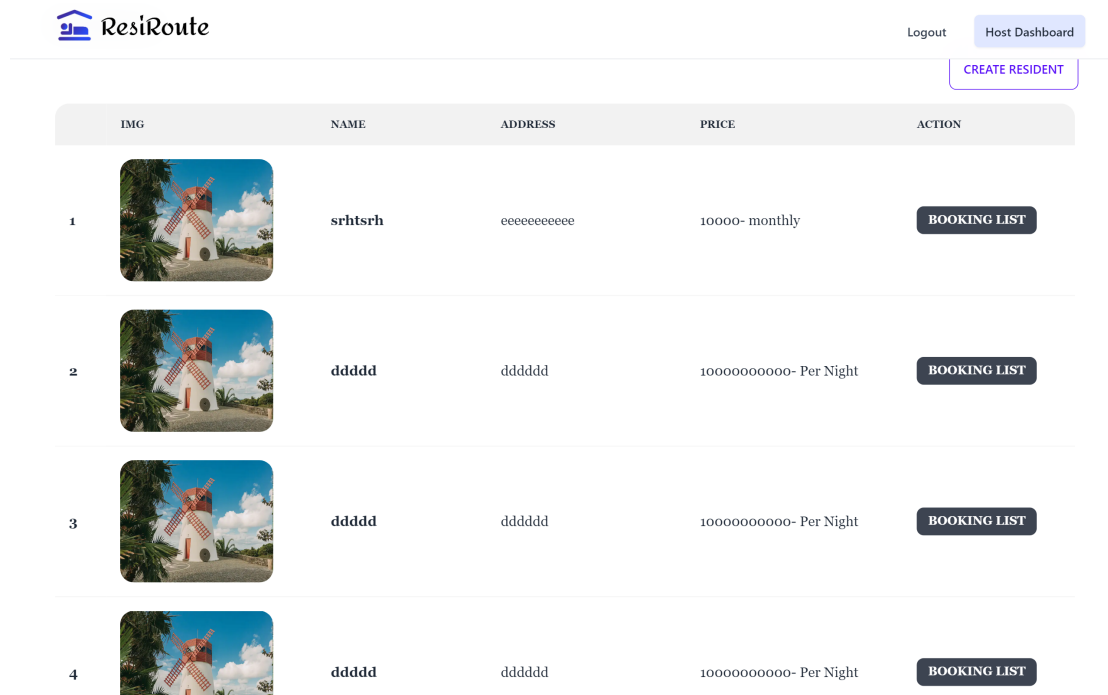 ResiRoute
Logout
Host Dashboard
CREATE RESIDENT
IMG NAME ADDRESS PRICE ACTION
1 srhtsrh eeeeeeeeeee 10000- monthly BOOKING LIST
2 ddddd dddddd 10000000000- Per Night BOOKING LIST
3 ddddd dddddd 10000000000- Per Night BOOKING LIST
4 ddddd dddddd 10000000000- Per Night BOOKING LIST